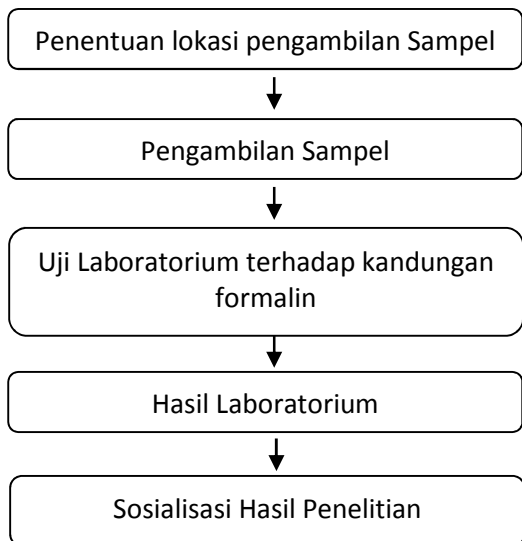 Penentuan lokasi pengambilan Sampel
Pengambilan Sampel
Uji Laboratorium terhadap kandungan
formalin
Hasil Laboratorium
Sosialisasi Hasil Penelitian